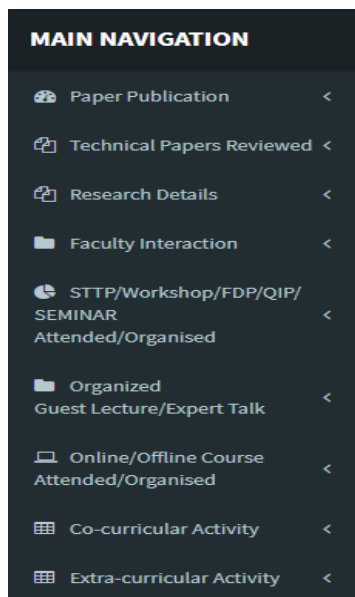 MAIN NAVIGATION
Paper Publication <
Technical Papers Reviewed <
Research Details <
Faculty Interaction <
STTP/Workshop/FDP/QIP/
SEMINAR <
Attended/Organised
Organized
Guest Lecture/Expert Talk <
Online/Offline Course
Attended/Organised <
Co-curricular Activity <
Extra-curricular Activity <